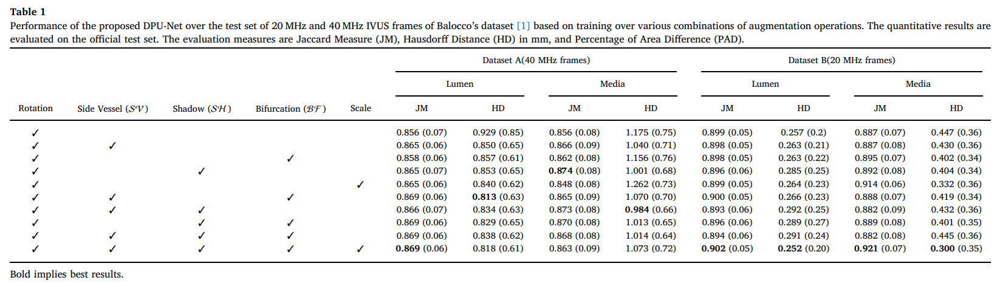 Table 1
Performance of the proposed DPU-Net over the test set of 20 MHz and 40 MHz IVUS frames of Balocco's dataset [1] based on training over various combinations of augmentation operations. The quantitative results are
evaluated on the official test set. The evaluation measures are Jaccard Measure (JM), Hausdorff Distance (HD) in mm, and Percentage of Area Difference (PAD).
Dataset A(40 MHz frames) Dataset B(20 MHz frames)
Lumen Media Lumen Media
Rotation Side Vessel (𝒮𝒱) Shadow (𝒮ℋ) Bifurcation (ℬℱ) Scale JM HD JM HD JM HD JM HD
✓ 0.856 (0.07) 0.929 (0.85) 0.856 (0.08) 1.175 (0.75) 0.899 (0.05) 0.257 (0.2) 0.887 (0.07) 0.447 (0.36)
✓ ✓ 0.865 (0.06) 0.850 (0.65) 0.866 (0.09) 1.040 (0.71) 0.898 (0.05) 0.263 (0.21) 0.887 (0.08) 0.430 (0.36)
✓ ✓ 0.858 (0.06) 0.857 (0.61) 0.862 (0.08) 1.156 (0.76) 0.898 (0.05) 0.263 (0.22) 0.895 (0.07) 0.402 (0.34)
✓ ✓ 0.865 (0.07) 0.853 (0.65) 0.874 (0.08) 1.001 (0.68) 0.896 (0.06) 0.285 (0.25) 0.892 (0.08) 0.404 (0.34)
✓ ✓ 0.865 (0.06) 0.840 (0.62) 0.848 (0.08) 1.262 (0.73) 0.899 (0.05) 0.264 (0.23) 0.914 (0.06) 0.332 (0.36)
✓ ✓ ✓ 0.869 (0.06) 0.813 (0.63) 0.865 (0.09) 1.070 (0.70) 0.900 (0.05) 0.266 (0.23) 0.888 (0.07) 0.419 (0.34)
✓ ✓ ✓ 0.866 (0.07) 0.834 (0.63) 0.873 (0.08) 0.984 (0.66) 0.893 (0.06) 0.292 (0.25) 0.882 (0.09) 0.432 (0.36)
✓ ✓ ✓ 0.869 (0.06) 0.829 (0.65) 0.870 (0.08) 1.013 (0.65) 0.896 (0.06) 0.289 (0.27) 0.889 (0.08) 0.401 (0.35)
✓ ✓ ✓ ✓ 0.869 (0.06) 0.838 (0.62) 0.868 (0.08) 1.014 (0.64) 0.894 (0.06) 0.291 (0.24) 0.882 (0.08) 0.445 (0.36)
✓ ✓ ✓ ✓ ✓ 0.869 (0.06) 0.818 (0.61) 0.863 (0.09) 1.073 (0.72) 0.902 (0.05) 0.252 (0.20) 0.921 (0.07) 0.300 (0.35)
Bold implies best results.